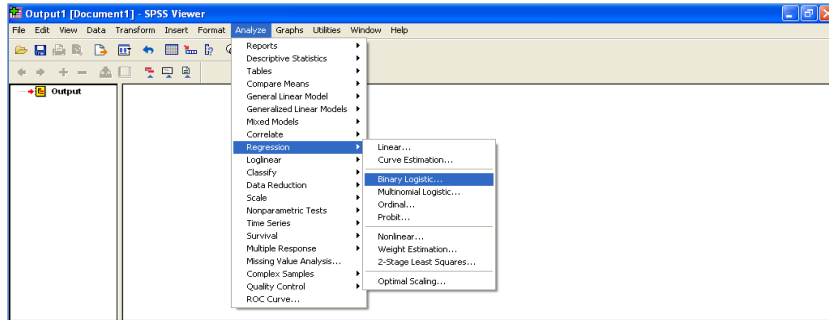 Output1 [Document1] - SPSS Viewer
File Edit View Data Transform Insert Format Analyze Graphs Utilities Window Help
Output
Reports
Descriptive Statistics
Tables
Compare Means
General Linear Model
Generalized Linear Models
Mixed Models
Correlate
Regression
Loglinear
Classify
Data Reduction
Scale
Nonparametric Tests
Time Series
Survival
Multiple Response
Missing Value Analysis...
Complex Samples
Quality Control
ROC Curve...
Linear...
Curve Estimation...
Binary Logistic...
Multinomial Logistic...
Ordinal...
Probit...
Nonlinear...
Weight Estimation...
2-Stage Least Squares...
Optimal Scaling...